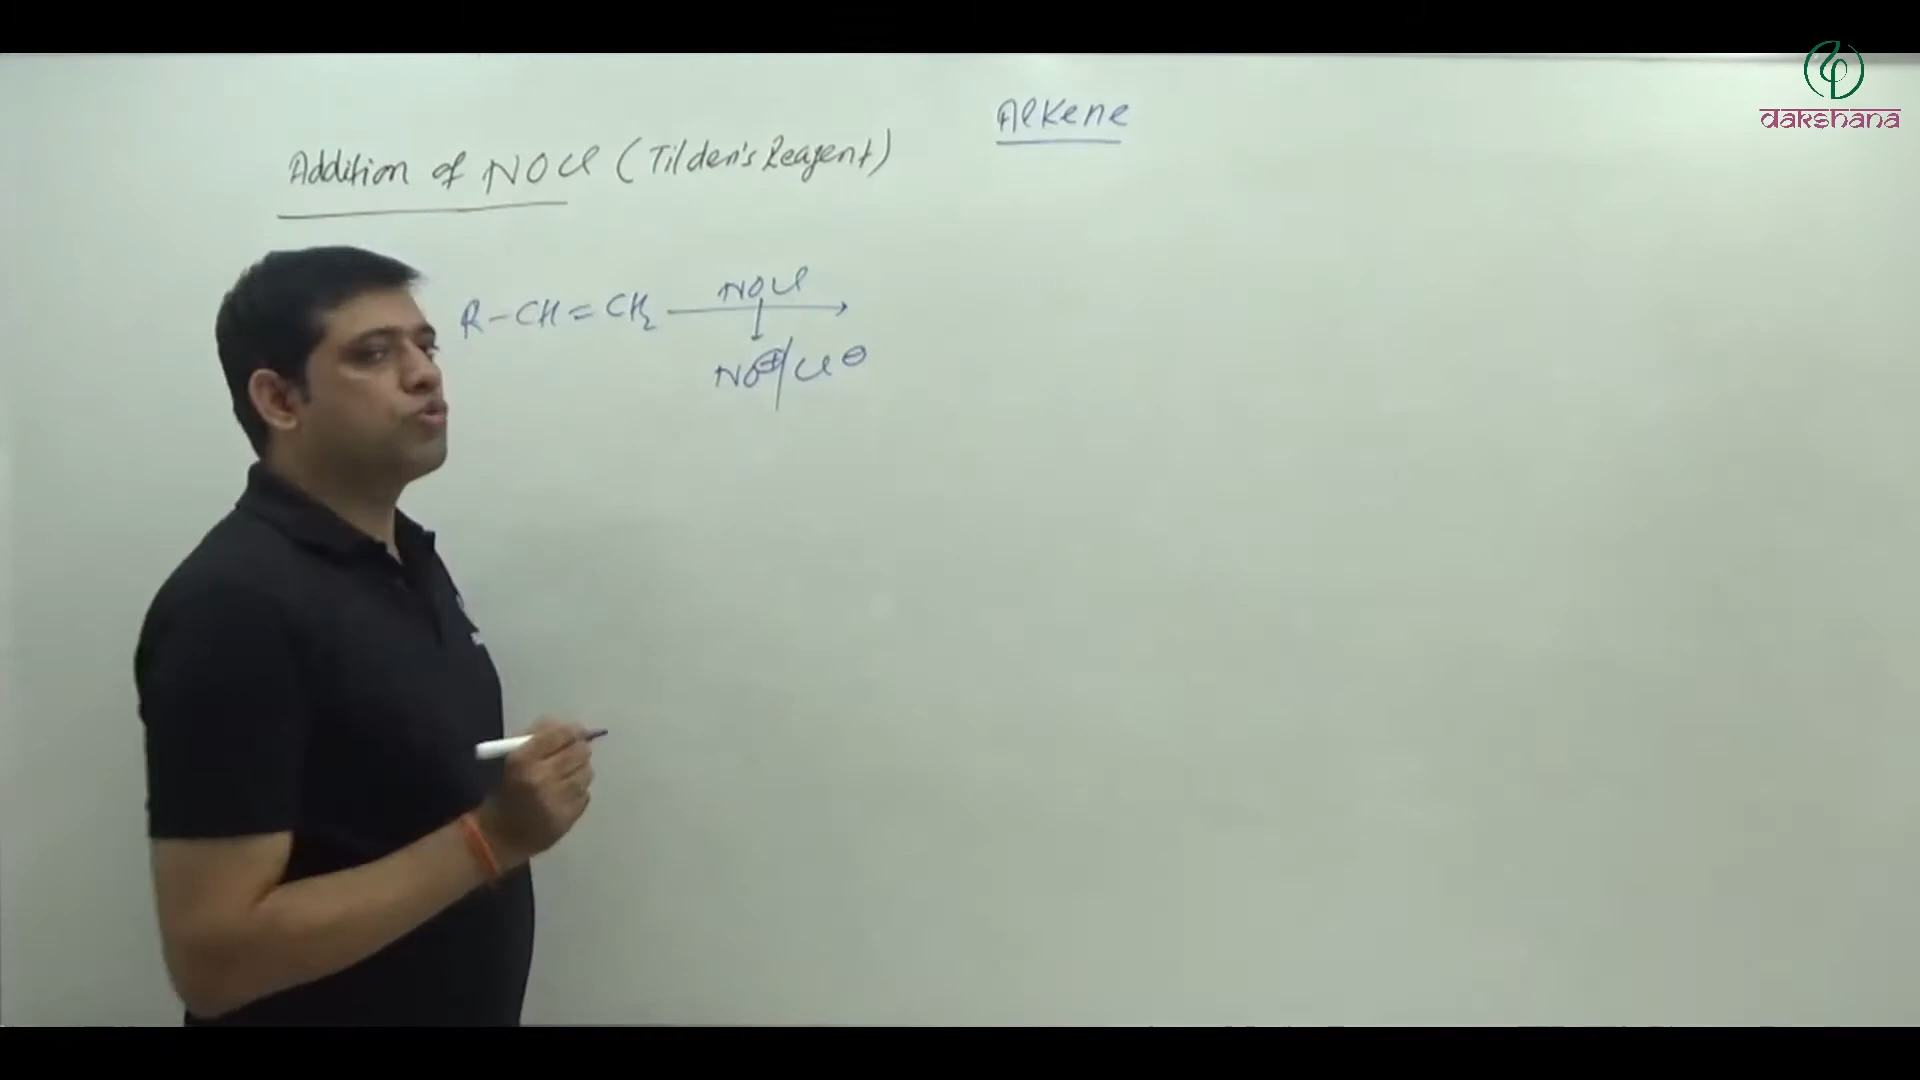 dakshana
Alkene
Addition of NOCl (Tilden's Reagent)
R-CH=CH₂ NOCl →
NO⊕/Cl⊖